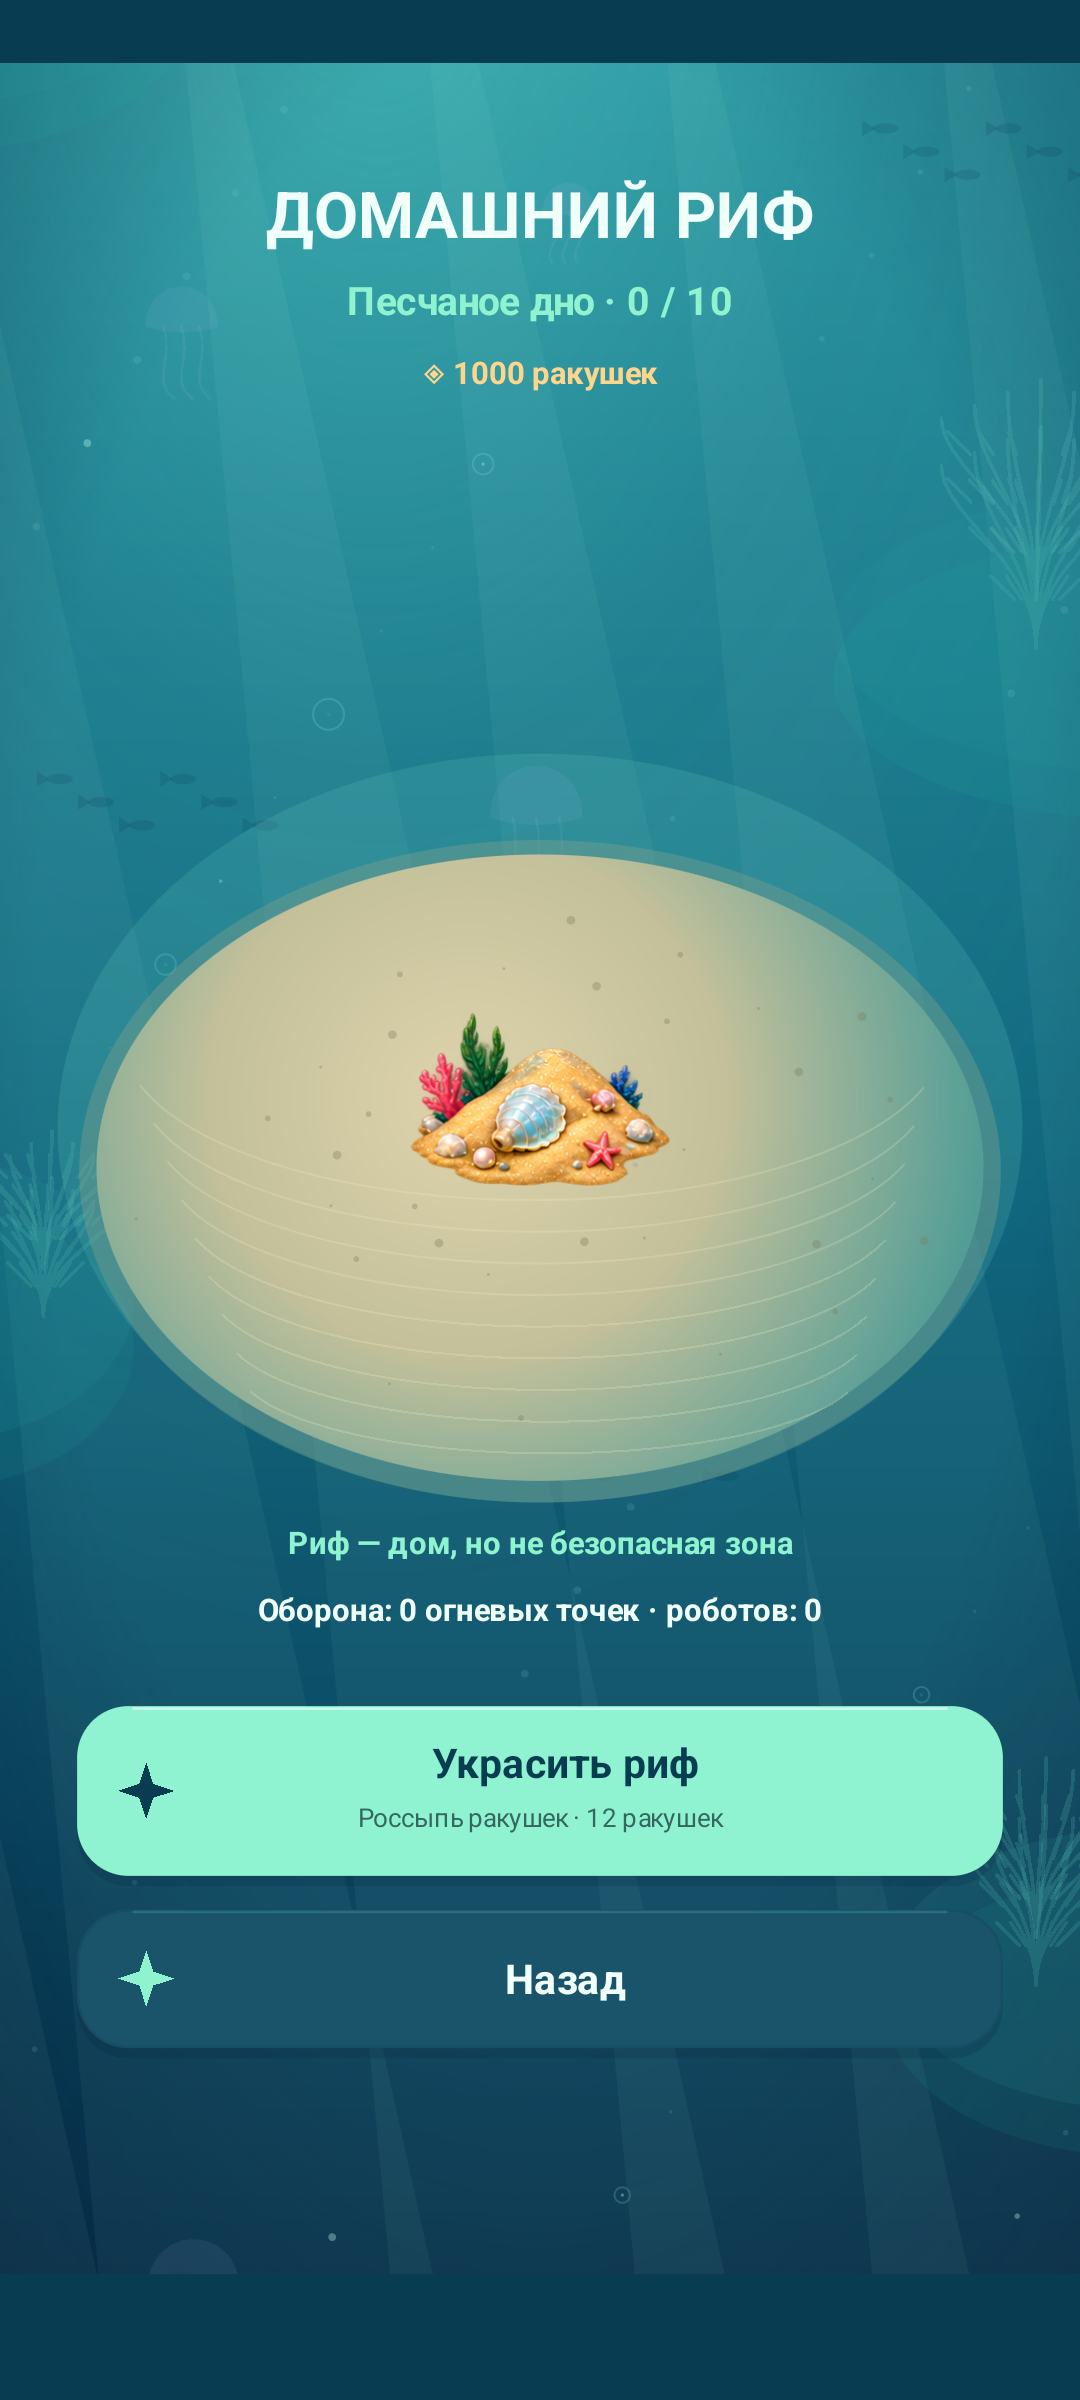 ДОМАШНИЙ РИФ
Песчаное дно · 0 / 10
1000 ракушек
Риф — дом, но не безопасная зона
Оборона: 0 огневых точек · роботов: 0
Украсить риф
Россыпь ракушек · 12 ракушек
Назад